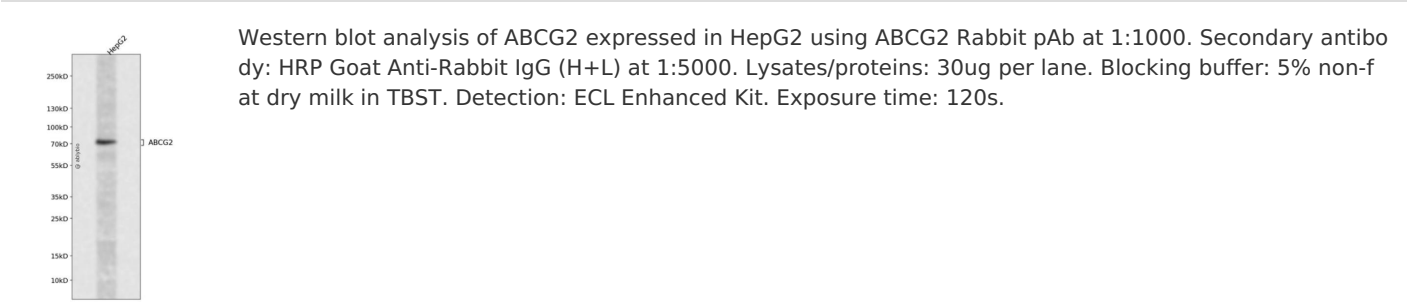 HepG2
250kD
130kD
100kD
70kD
55kD
35kD
25kD
15kD
10kD
ABCG2
@ abybio
Western blot analysis of ABCG2 expressed in HepG2 using ABCG2 Rabbit pAb at 1:1000. Secondary antibo
dy: HRP Goat Anti-Rabbit IgG (H+L) at 1:5000. Lysates/proteins: 30ug per lane. Blocking buffer: 5% non-f
at dry milk in TBST. Detection: ECL Enhanced Kit. Exposure time: 120s.